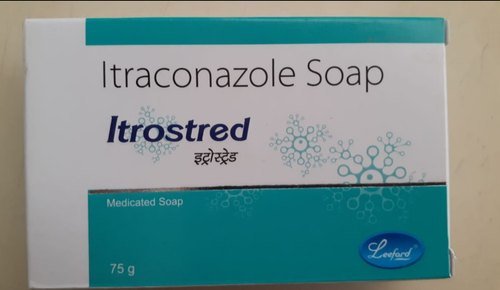 Itraconazole Soap
Itrostred
इट्रोस्ट्रेड
Medicated Soap
75 g
Leeford